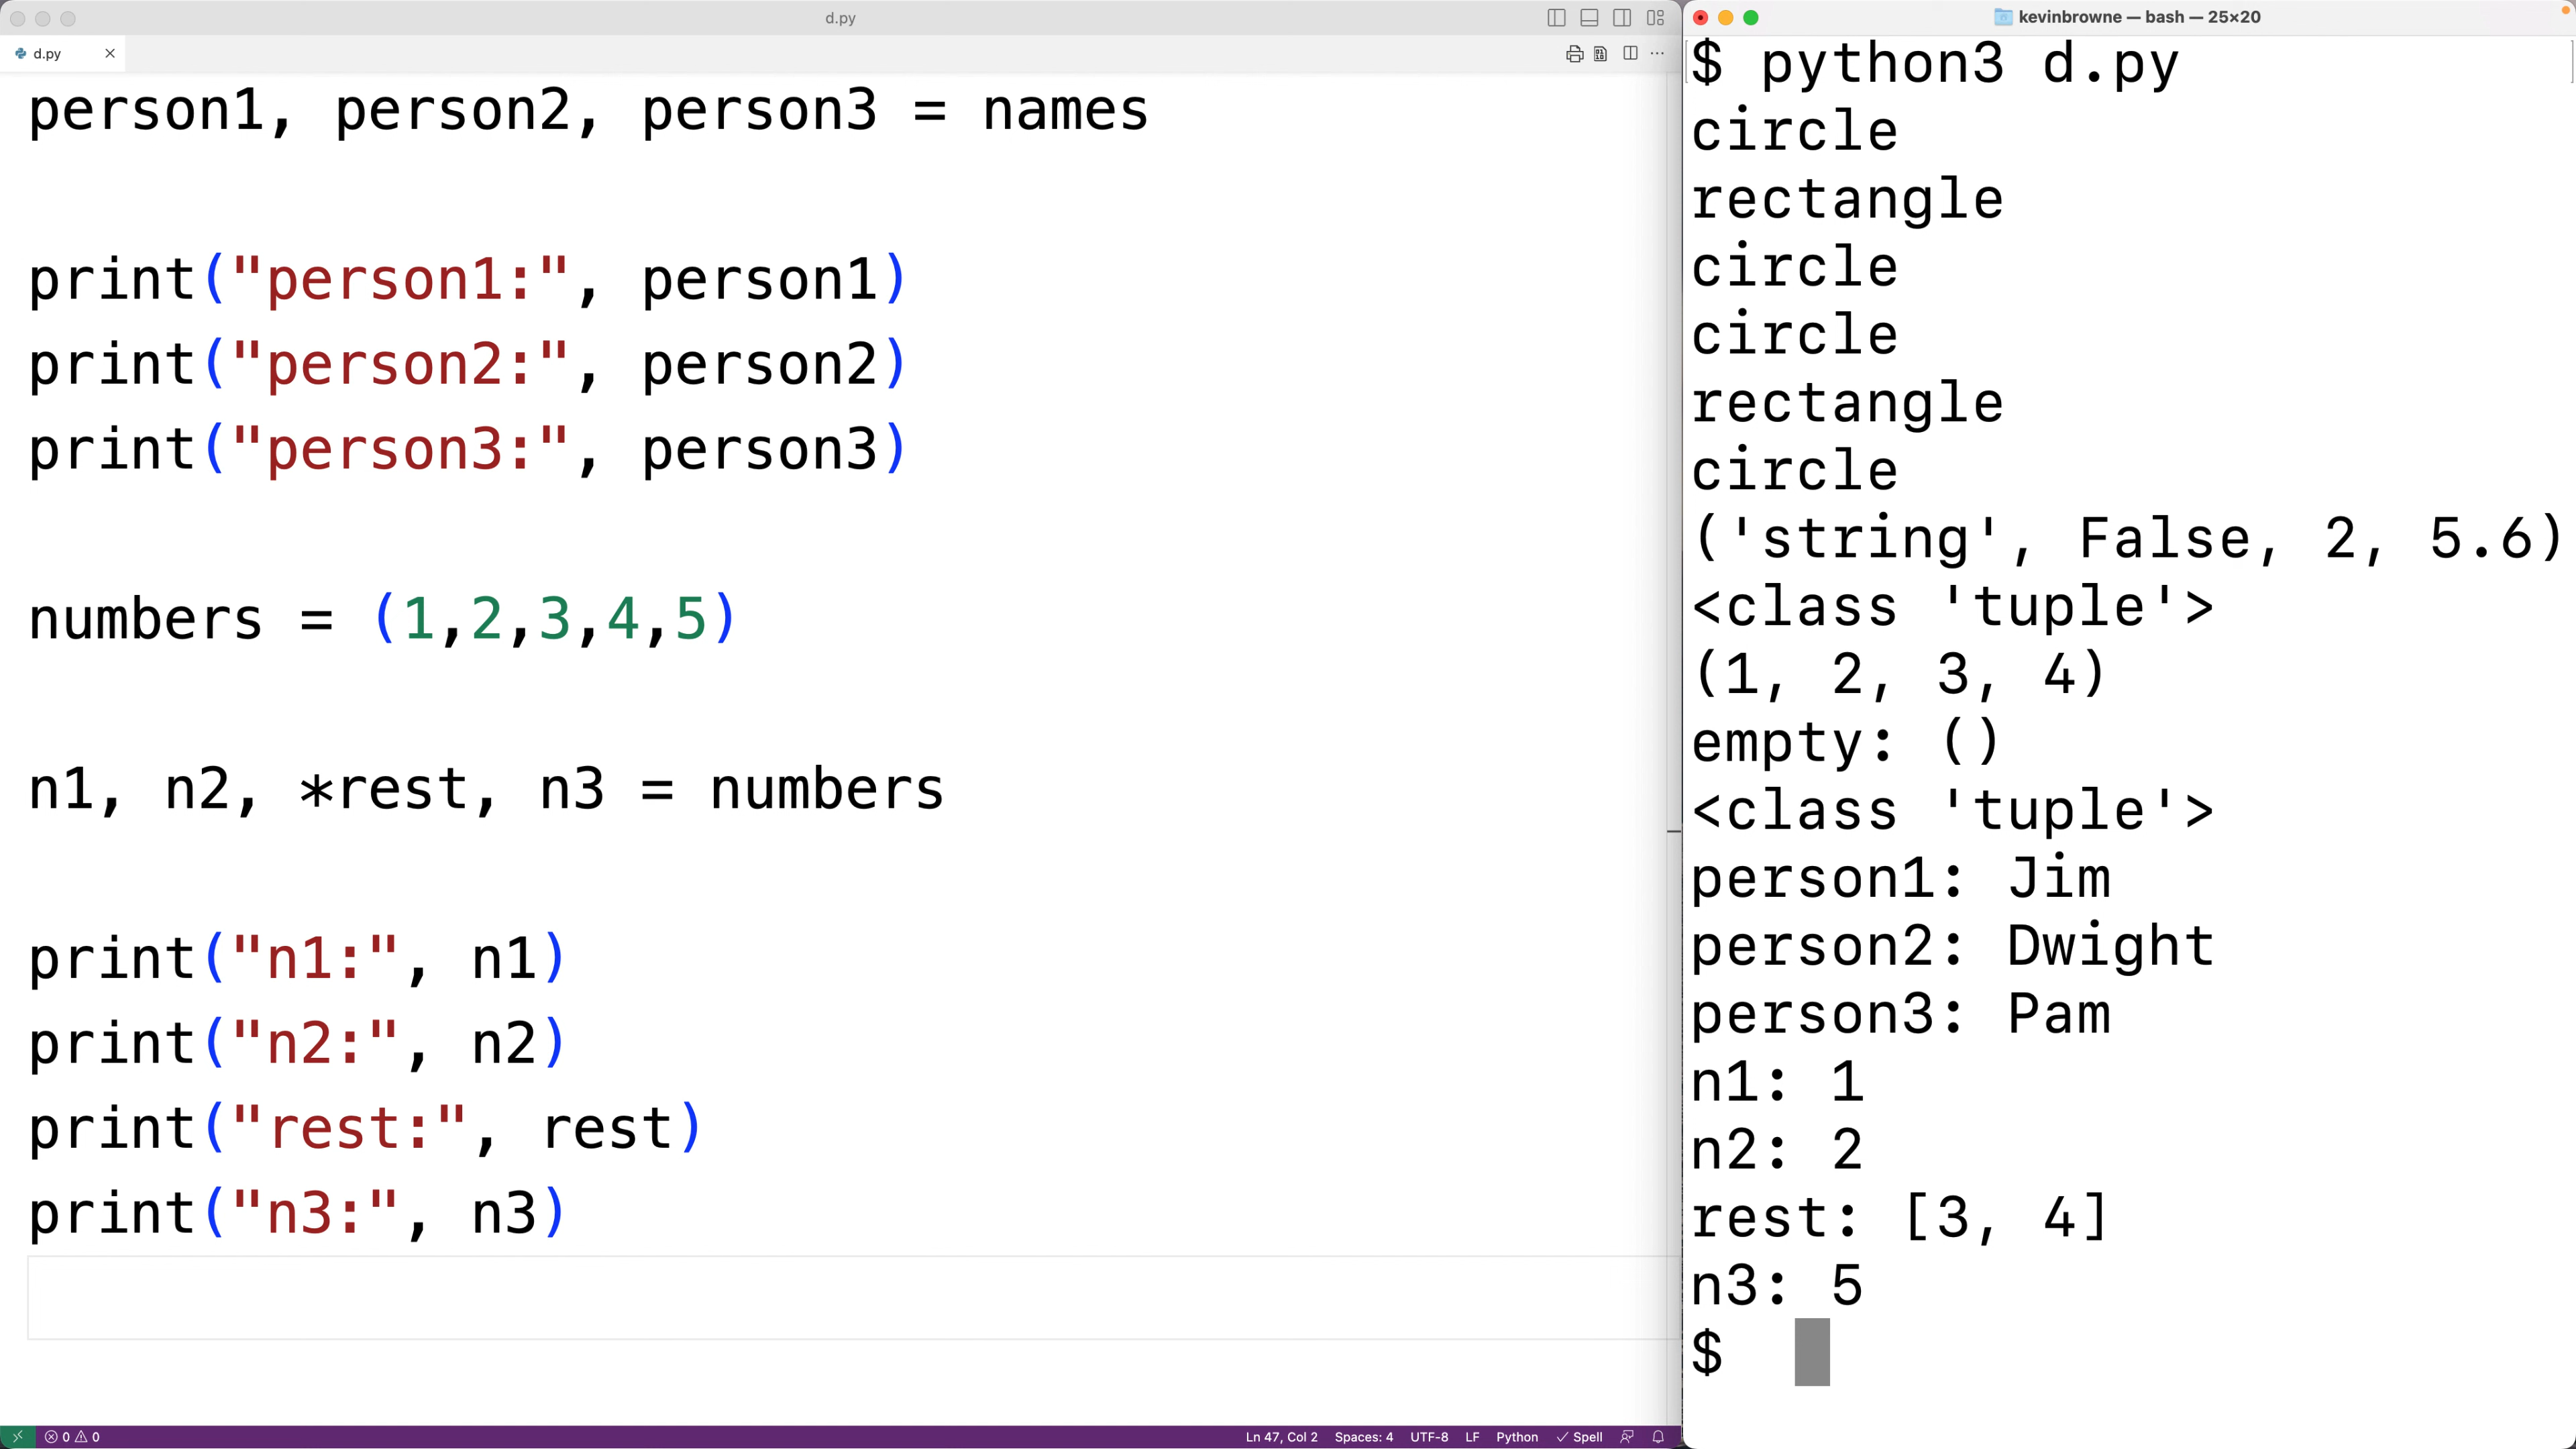 d.py
d.py
person1, person2, person3 = names
print("person1:", person1)
print("person2:", person2)
print("person3:", person3)
numbers = (1,2,3,4,5)
n1, n2, *rest, n3 = numbers
print("n1:", n1)
print("n2:", n2)
print("rest:", rest)
print("n3:", n3)
0 0 Ln 47, Col 2 Spaces: 4 UTF-8 LF Python Spell
kevinbrowne — bash — 25×20
$ python3 d.py
circle
rectangle
circle
circle
rectangle
circle
('string', False, 2, 5.6)
<class 'tuple'>
(1, 2, 3, 4)
empty: ()
<class 'tuple'>
person1: Jim
person2: Dwight
person3: Pam
n1: 1
n2: 2
rest: [3, 4]
n3: 5
$